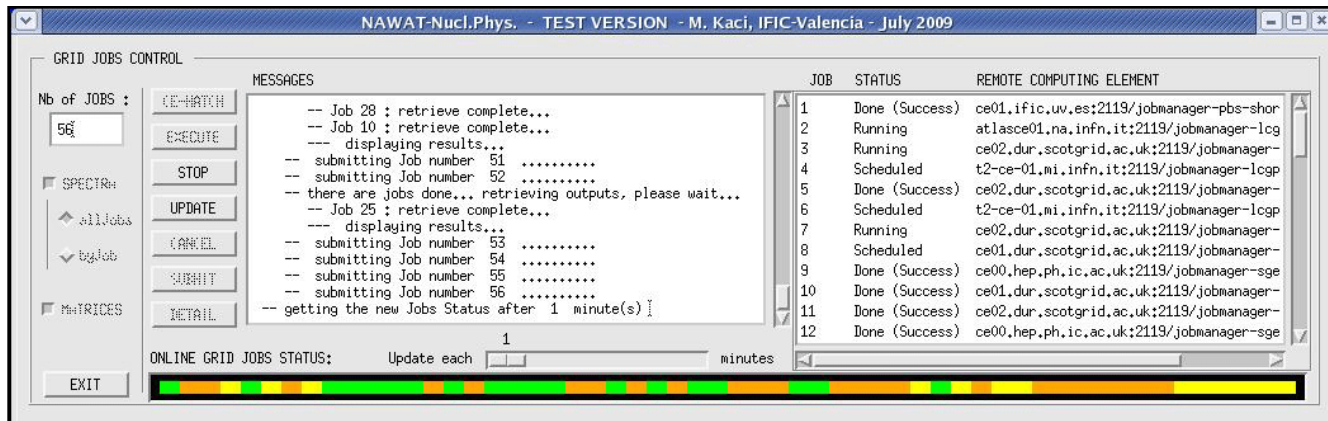 NAWAT-Nucl.Phys. - TEST VERSION - M. Kaci, IFIC-Valencia - July 2009
GRID JOBS CONTROL
Nb of JOBS :
56
SPECTRH
allJobs
byJob
MATRICES
EXIT
CE-MATCH
EXECUTE
STOP
UPDATE
CANCEL
SUBMIT
DETAIL
MESSAGES
-- Job 28 : retrieve complete...
-- Job 10 : retrieve complete...
--- displaying results...
-- submitting Job number 51 ..........
-- submitting Job number 52 ..........
-- there are jobs done... retrieving outputs, please wait...
-- Job 25 : retrieve complete...
--- displaying results...
-- submitting Job number 53 ..........
-- submitting Job number 54 ..........
-- submitting Job number 55 ..........
-- submitting Job number 56 ..........
-- getting the new Jobs Status after 1 minute(s)
JOB STATUS REMOTE COMPUTING ELEMENT
1 Done (Success) ce01.ific.uv.es:2119/jobmanager-pbs-shor
2 Running atlasce01.na.infn.it:2119/jobmanager-lcg
3 Running ce02.dur.scotgrid.ac.uk:2119/jobmanager-
4 Scheduled t2-ce-01.mi.infn.it:2119/jobmanager-lcgp
5 Done (Success) ce02.dur.scotgrid.ac.uk:2119/jobmanager-
6 Scheduled t2-ce-01.mi.infn.it:2119/jobmanager-lcgp
7 Running ce02.dur.scotgrid.ac.uk:2119/jobmanager-
8 Scheduled ce01.dur.scotgrid.ac.uk:2119/jobmanager-
9 Done (Success) ce00.hep.ph.ic.ac.uk:2119/jobmanager-sge
10 Done (Success) ce01.dur.scotgrid.ac.uk:2119/jobmanager-
11 Done (Success) ce02.dur.scotgrid.ac.uk:2119/jobmanager-
12 Done (Success) ce00.hep.ph.ic.ac.uk:2119/jobmanager-sge
1
ONLINE GRID JOBS STATUS: Update each minutes